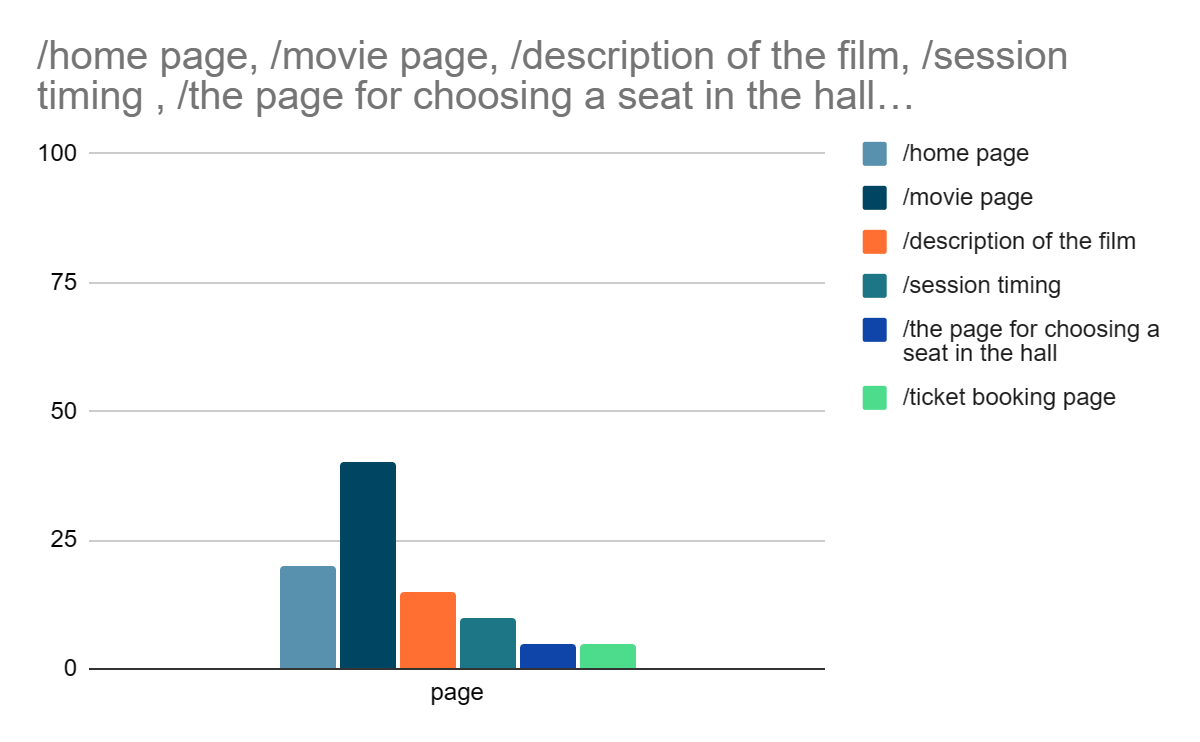 /home page, /movie page, /description of the film, /session
timing , /the page for choosing a seat in the hall…
100
75
50
25
0
page
/home page
/movie page
/description of the film
/session timing
/the page for choosing a
seat in the hall
/ticket booking page